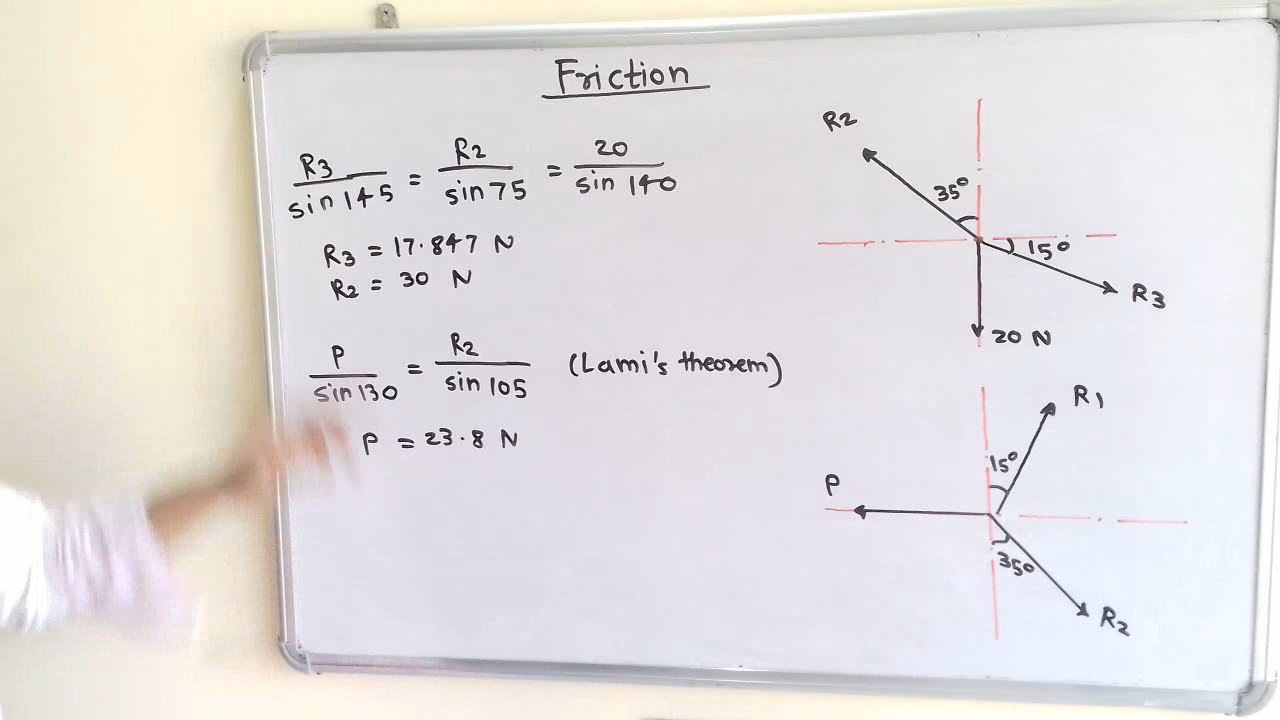 Friction
R3/sin 145 = R2/sin 75 = 20/sin 140
R3 = 17.847 N
R2 = 30 N
P/sin 130 = R2/sin 105 (Lami's theorem)
P = 23.8 N
R2
35°
15°
R3
20 N
R1
15°
P
35°
R2